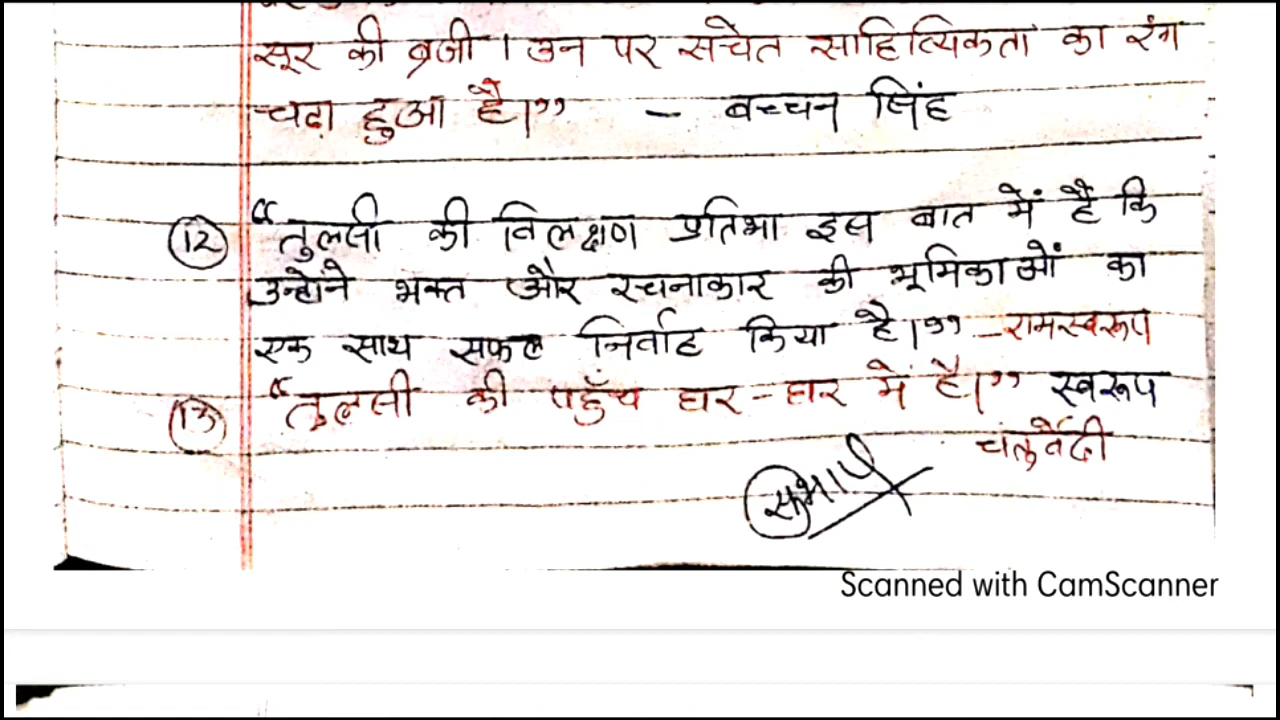 सूर की ब्रजी। उन पर सचेत साहित्यिकता का रंग
चढ़ा हुआ है।” – बच्चन सिंह
(12) “तुलसी की विलक्षण प्रतिभा इस बात में है कि
उन्होंने भक्त और रचनाकार की भूमिकाओं का
एक साथ सफल निर्वाह किया है।” – रामस्वरूप
(13) “तुलसी की पहुँच घर-घर में है।” स्वरूप
चतुर्वेदी
Scanned with CamScanner